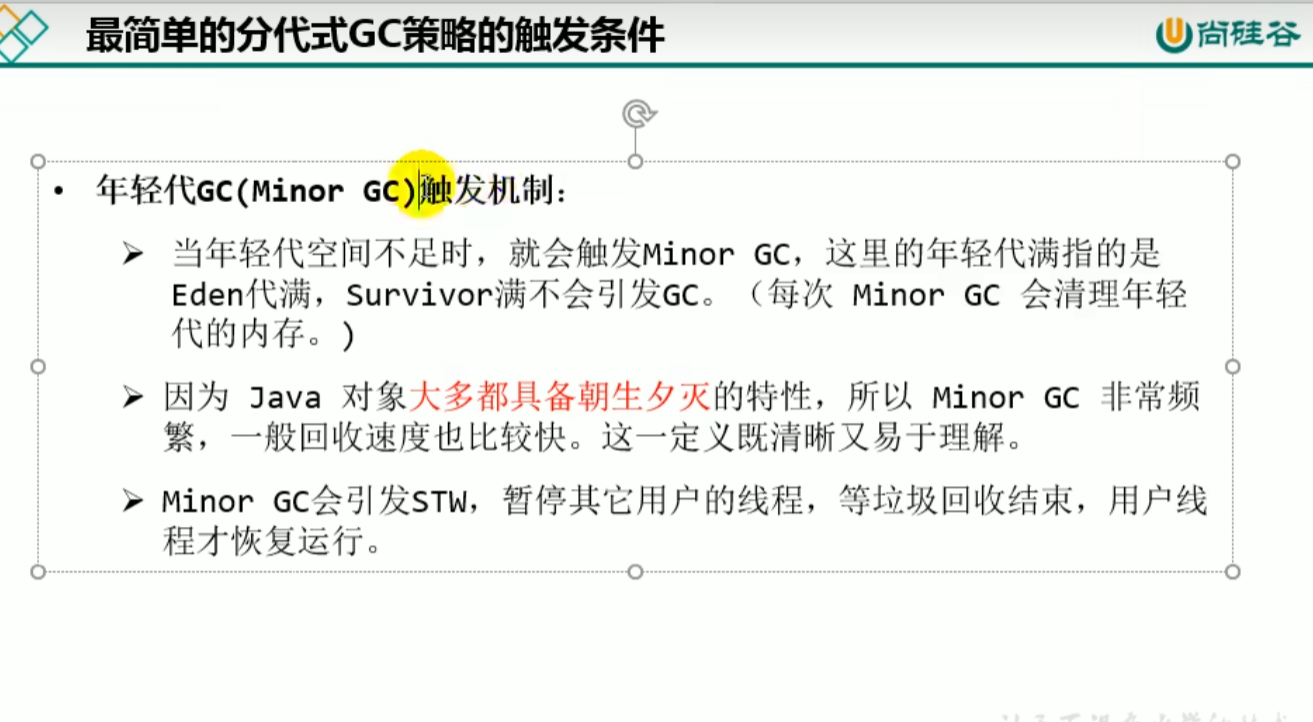 最简单的分代式GC策略的触发条件
尚硅谷
• 年轻代GC(Minor GC)触发机制：
➢ 当年轻代空间不足时，就会触发Minor GC，这里的年轻代满指的是
Eden代满，Survivor满不会引发GC。（每次 Minor GC 会清理年轻
代的内存。)
➢ 因为 Java 对象大多都具备朝生夕灭的特性，所以 Minor GC 非常频
繁，一般回收速度也比较快。这一定义既清晰又易于理解。
➢ Minor GC会引发STW，暂停其它用户的线程，等垃圾回收结束，用户线
程才恢复运行。